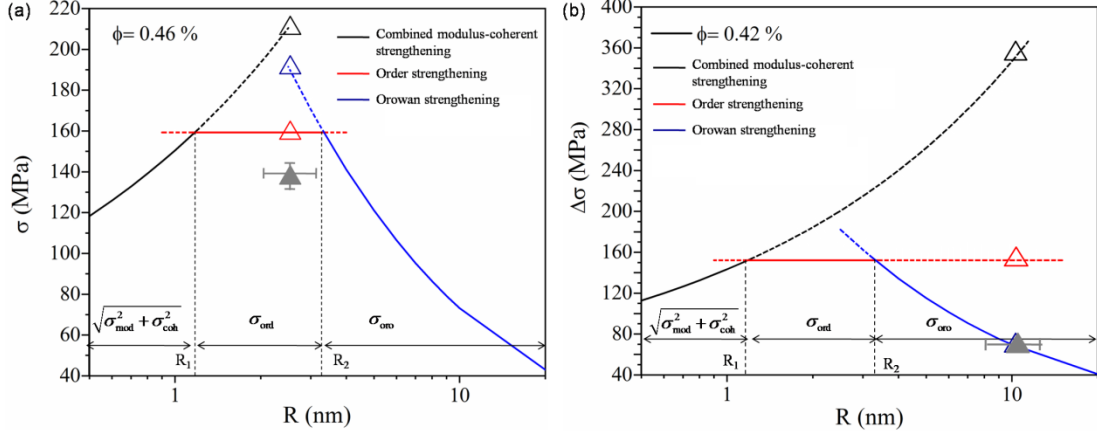 (a)
220
200
180
160
140
120
100
80
60
40
σ (MPa)
ϕ= 0.46 %
Combined modulus-coherent
strengthening
Order strengthening
Orowan strengthening
√σ²mod + σ²coh
σord
σoro
R₁
R₂
1
10
R (nm)
(b)
400
360
320
280
240
200
160
120
80
40
Δσ (MPa)
ϕ= 0.42 %
Combined modulus-coherent
strengthening
Order strengthening
Orowan strengthening
√σ²mod + σ²coh
σord
σoro
R₁
R₂
1
10
R (nm)